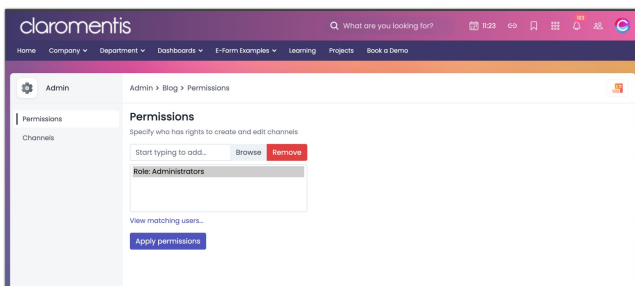 claromentis
What are you looking for?
11:23
103
Home Company Department Dashboards E-Form Examples Learning Projects Book a Demo
Admin
Admin > Blog > Permissions
Permissions
Channels
Permissions
Specify who has rights to create and edit channels
Start typing to add... Browse Remove
Role: Administrators
View matching users...
Apply permissions